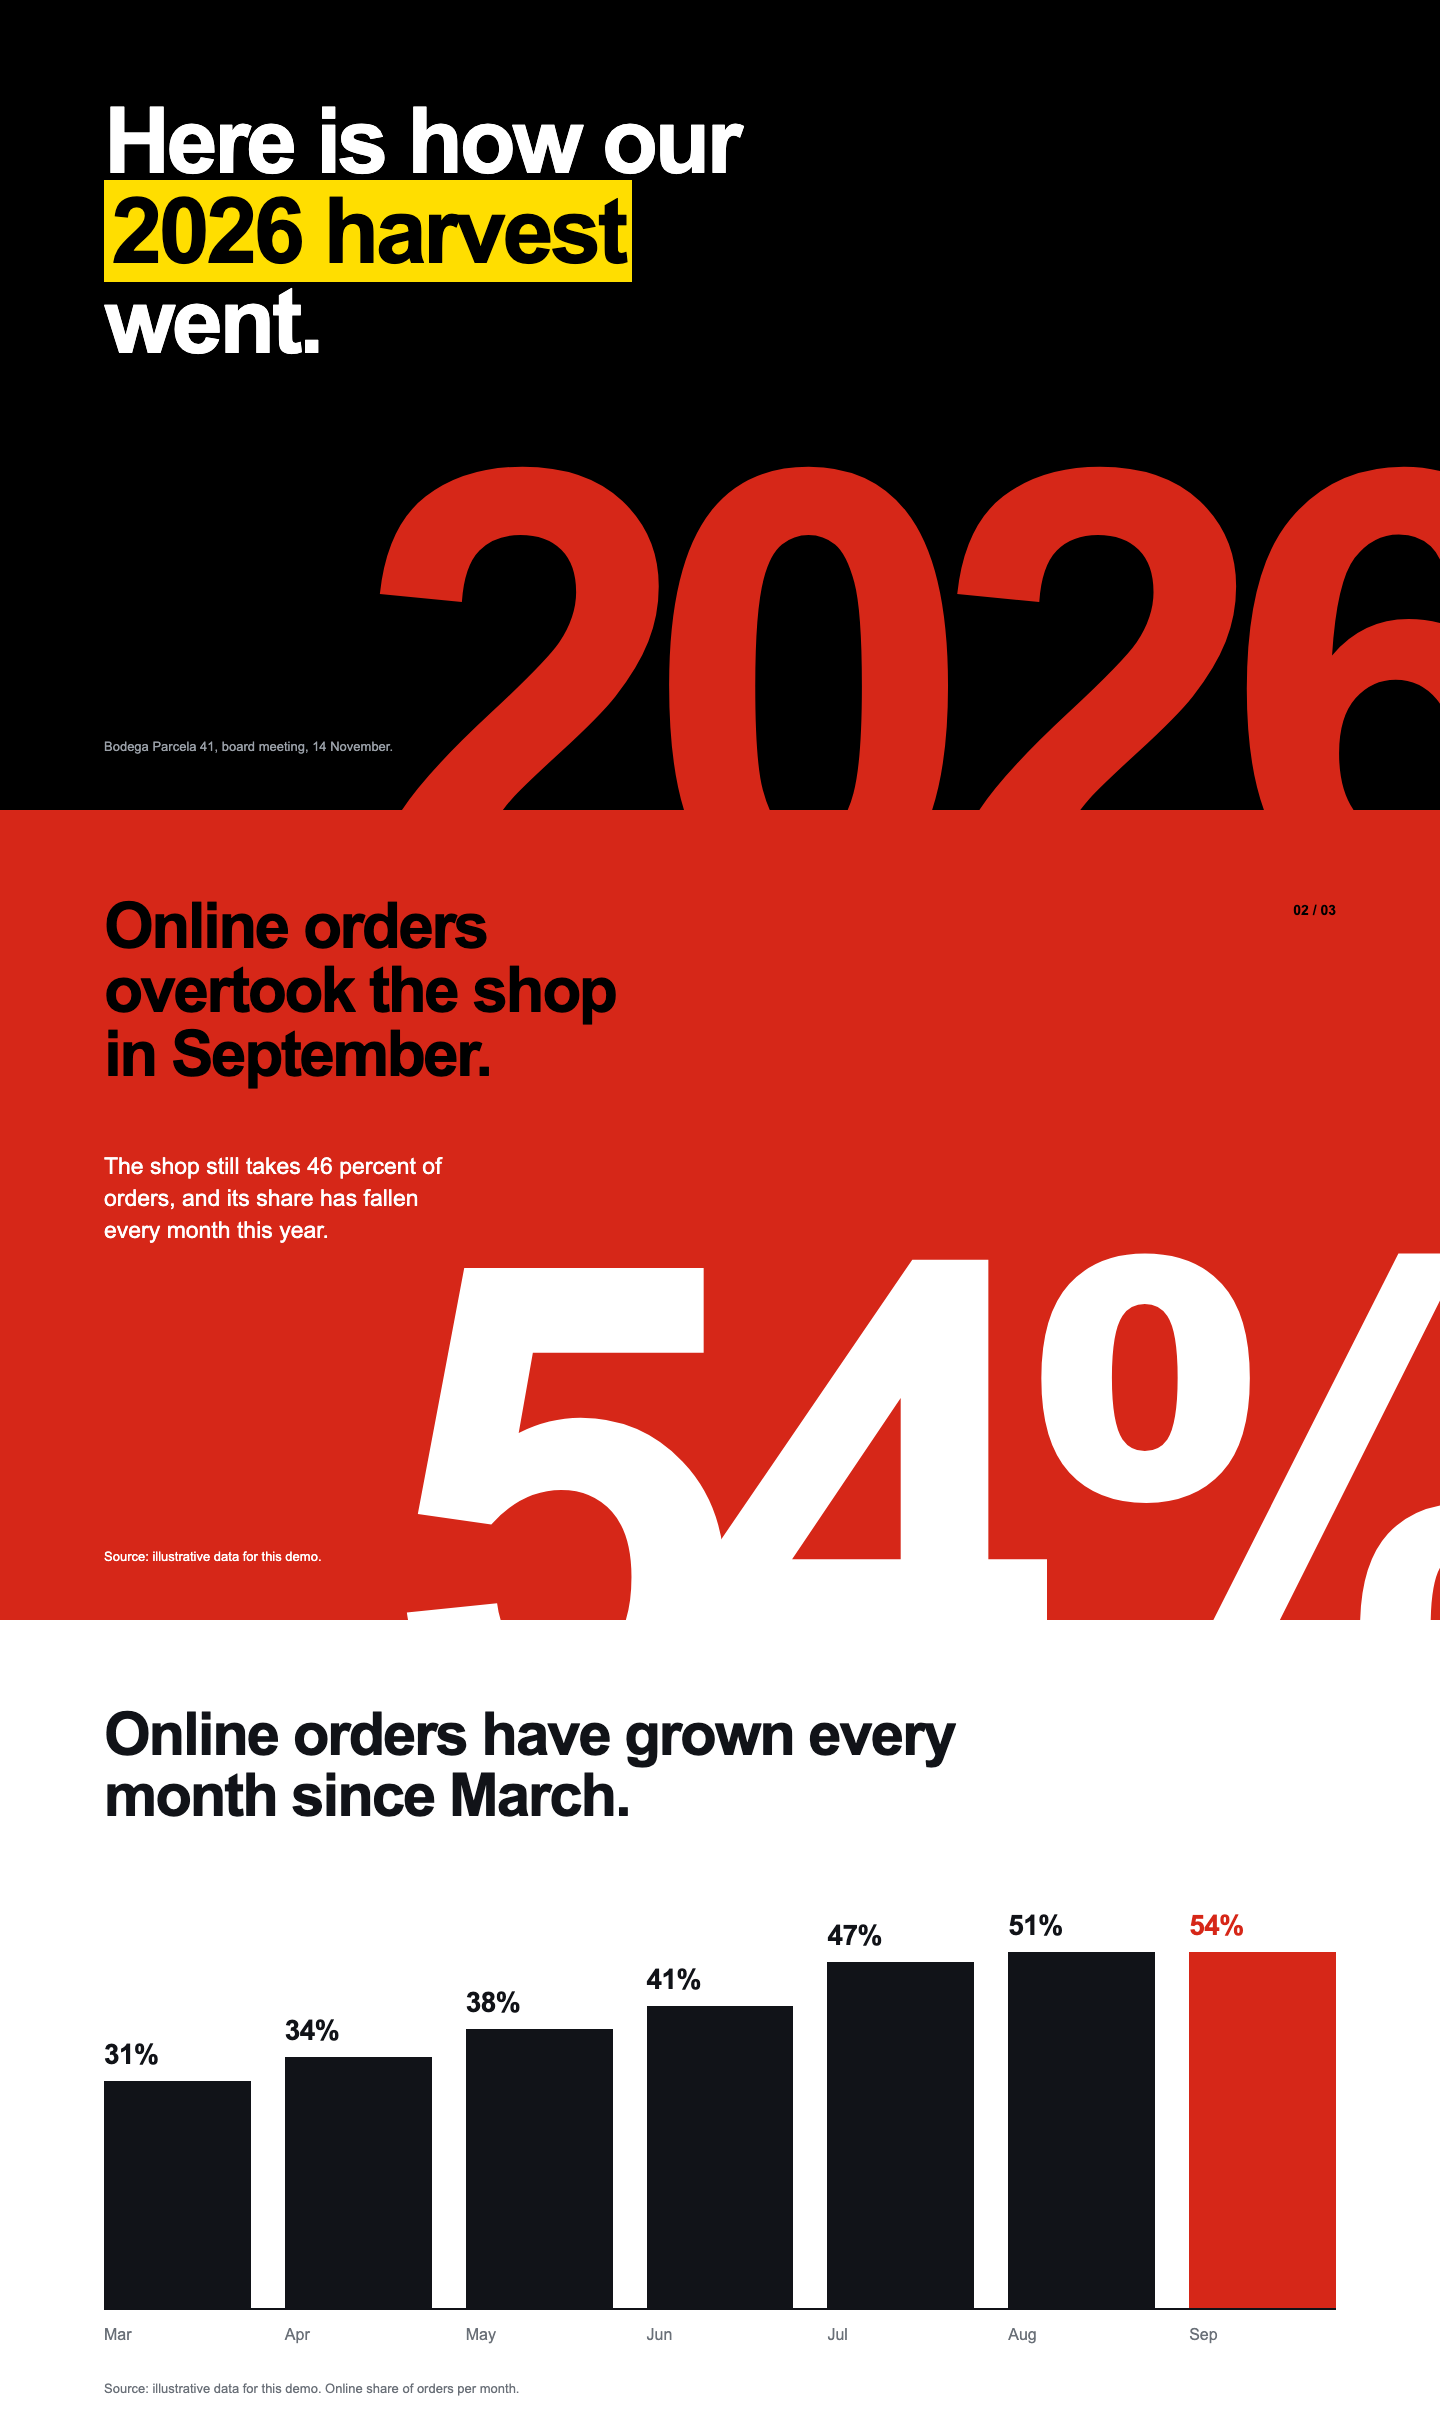 Here is how our
2026 harvest
went.
2026
Bodega Parcela 41, board meeting, 14 November.
Online orders
overtook the shop
in September.
02 / 03
The shop still takes 46 percent of
orders, and its share has fallen
every month this year.
54%
Source: illustrative data for this demo.
Online orders have grown every
month since March.
31%
34%
38%
41%
47%
51%
54%
Mar
Apr
May
Jun
Jul
Aug
Sep
Source: illustrative data for this demo. Online share of orders per month.